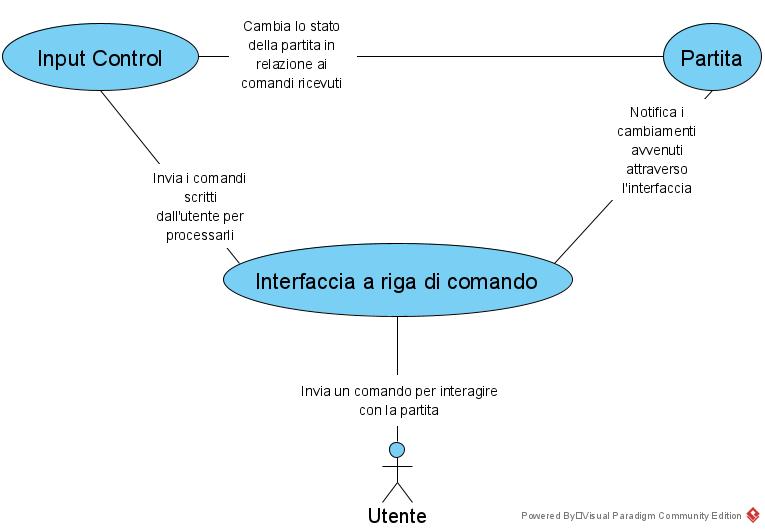 Cambia lo stato
della partita in
relazione ai
comandi ricevuti
Input Control
Partita
Notifica i
cambiamenti
avvenuti
attraverso
l'interfaccia
Invia i comandi
scritti
dall'utente per
processarli
Interfaccia a riga di comando
Invia un comando per interagire
con la partita
Utente
Powered By□Visual Paradigm Community Edition